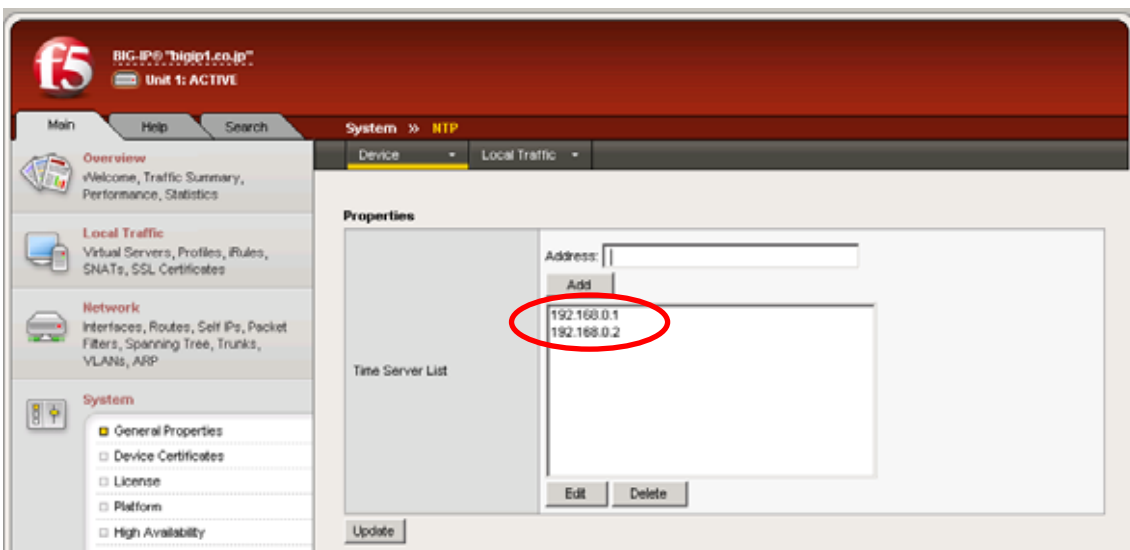 f5
BIG-IP® "bigip1.co.jp"
Unit 1: ACTIVE
Main
Help
Search
System » NTP
Device
Local Traffic
Overview
Welcome, Traffic Summary,
Performance, Statistics
Local Traffic
Virtual Servers, Profiles, iRules,
SNATs, SSL Certificates
Network
Interfaces, Routes, Self IPs, Packet
Filters, Spanning Tree, Trunks,
VLANs, ARP
System
General Properties
Device Certificates
License
Platform
High Availability
Properties
Time Server List
Address:
Add
192.168.0.1
192.168.0.2
Edit
Delete
Update